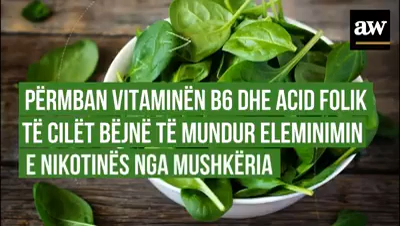 aw
PËRMBAN VITAMINËN B6 DHE ACID FOLIK
TË CILËT BËJNË TË MUNDUR ELEMINIMIN
E NIKOTINËS NGA MUSHKËRIA